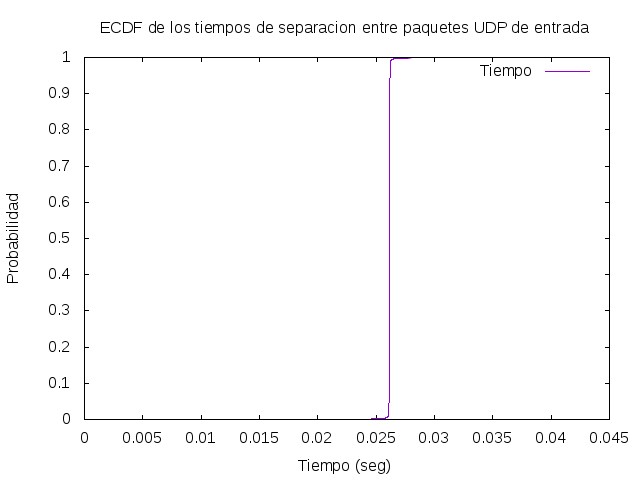 ECDF de los tiempos de separacion entre paquetes UDP de entrada
Tiempo
1
0.9
0.8
0.7
0.6
0.5
0.4
0.3
0.2
0.1
0
Probabilidad
0 0.005 0.01 0.015 0.02 0.025 0.03 0.035 0.04 0.045
Tiempo (seg)